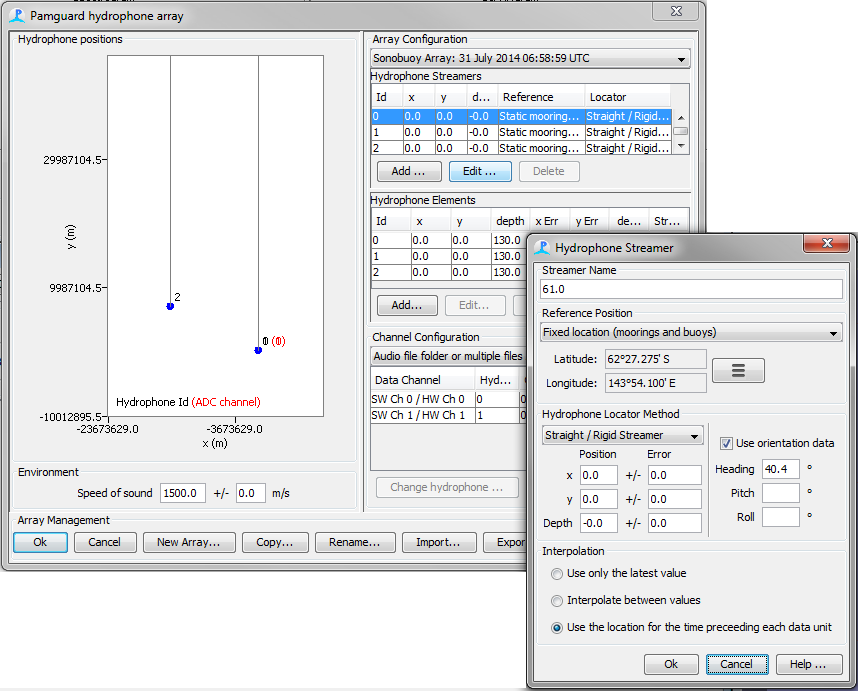 Pamguard hydrophone array
Hydrophone positions
29987104.5
9987104.5
-10012895.5
y (m)
2
0 (0)
Hydrophone Id (ADC channel)
-23673629.0 -3673629.0
x (m)
Environment
Speed of sound 1500.0 +/- 0.0 m/s
Array Management
Ok Cancel New Array... Copy... Rename... Import... Expor
Array Configuration
Sonobuoy Array: 31 July 2014 06:58:59 UTC
Hydrophone Streamers
Id x y d... Reference Locator
0 0.0 0.0 -0.0 Static mooring... Straight / Rigid...
1 0.0 0.0 -0.0 Static mooring... Straight / Rigid...
2 0.0 0.0 -0.0 Static mooring... Straight / Rigid...
Add ... Edit ... Delete
Hydrophone Elements
Id x y depth x Err y Err de... Str...
0 0.0 0.0 130.0
1 0.0 0.0 130.0
2 0.0 0.0 130.0
Add... Edit...
Channel Configuration
Audio file folder or multiple files
Data Channel Hyd...
SW Ch 0 / HW Ch 0 0 0
SW Ch 1 / HW Ch 1 1 0
Change hydrophone ...
Hydrophone Streamer
Streamer Name
61.0
Reference Position
Fixed location (moorings and buoys)
Latitude: 62°27.275' S
Longitude: 143°54.100' E
Hydrophone Locator Method
Straight / Rigid Streamer
Position Error
x 0.0 +/- 0.0
y 0.0 +/- 0.0
Depth -0.0 +/- 0.0
Use orientation data
Heading 40.4 °
Pitch °
Roll °
Interpolation
Use only the latest value
Interpolate between values
Use the location for the time preceeding each data unit
Ok Cancel Help ...